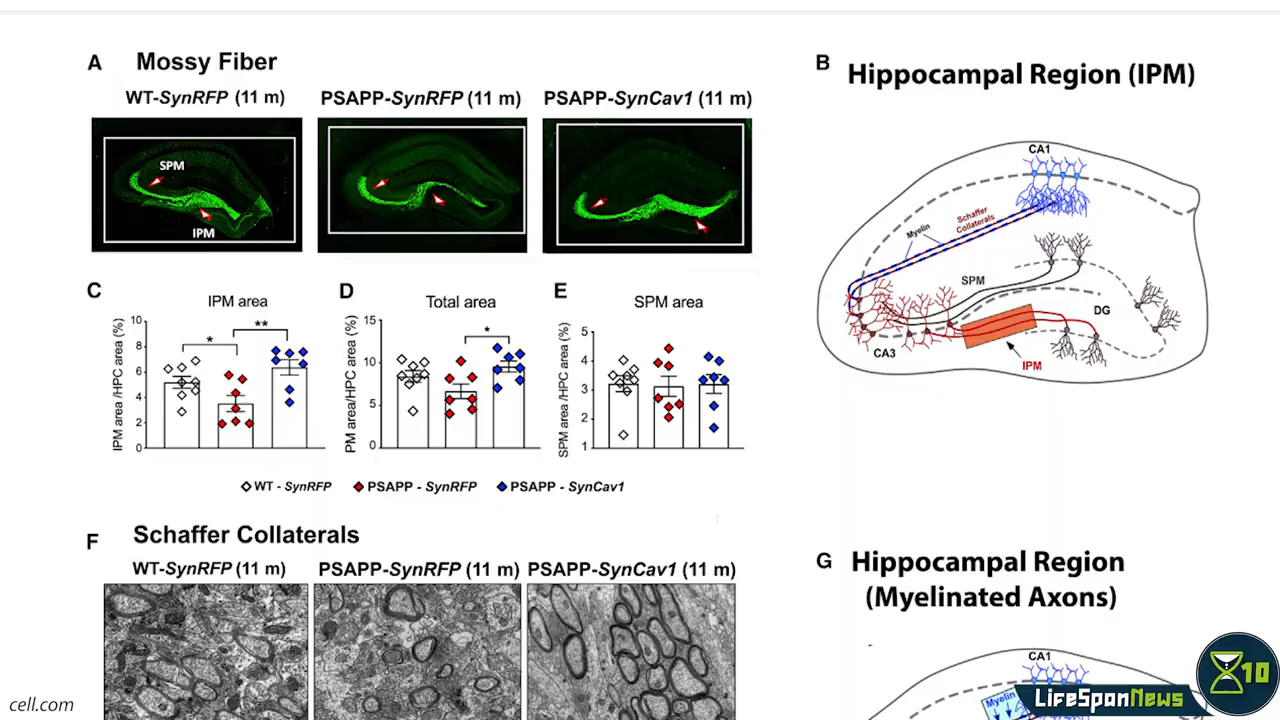 A Mossy Fiber
WT-SynRFP (11 m) PSAPP-SynRFP (11 m) PSAPP-SynCav1 (11 m)
SPM
IPM
B Hippocampal Region (IPM)
CA1
Schaffer
Collaterals
Myelin
SPM
DG
CA3
IPM
C IPM area
IPM area /HPC area (%)
10
8
6
4
2
0
*
**
D Total area
PM area/HPC area (%)
15
10
5
0
*
E SPM area
SPM area /HPC area (%)
5
4
3
2
1
WT - SynRFP PSAPP - SynRFP PSAPP - SynCav1
F Schaffer Collaterals
WT-SynRFP (11 m) PSAPP-SynRFP (11 m) PSAPP-SynCav1 (11 m)
G Hippocampal Region
(Myelinated Axons)
CA1
Myelin
cell.com
LifeSpanNews
10